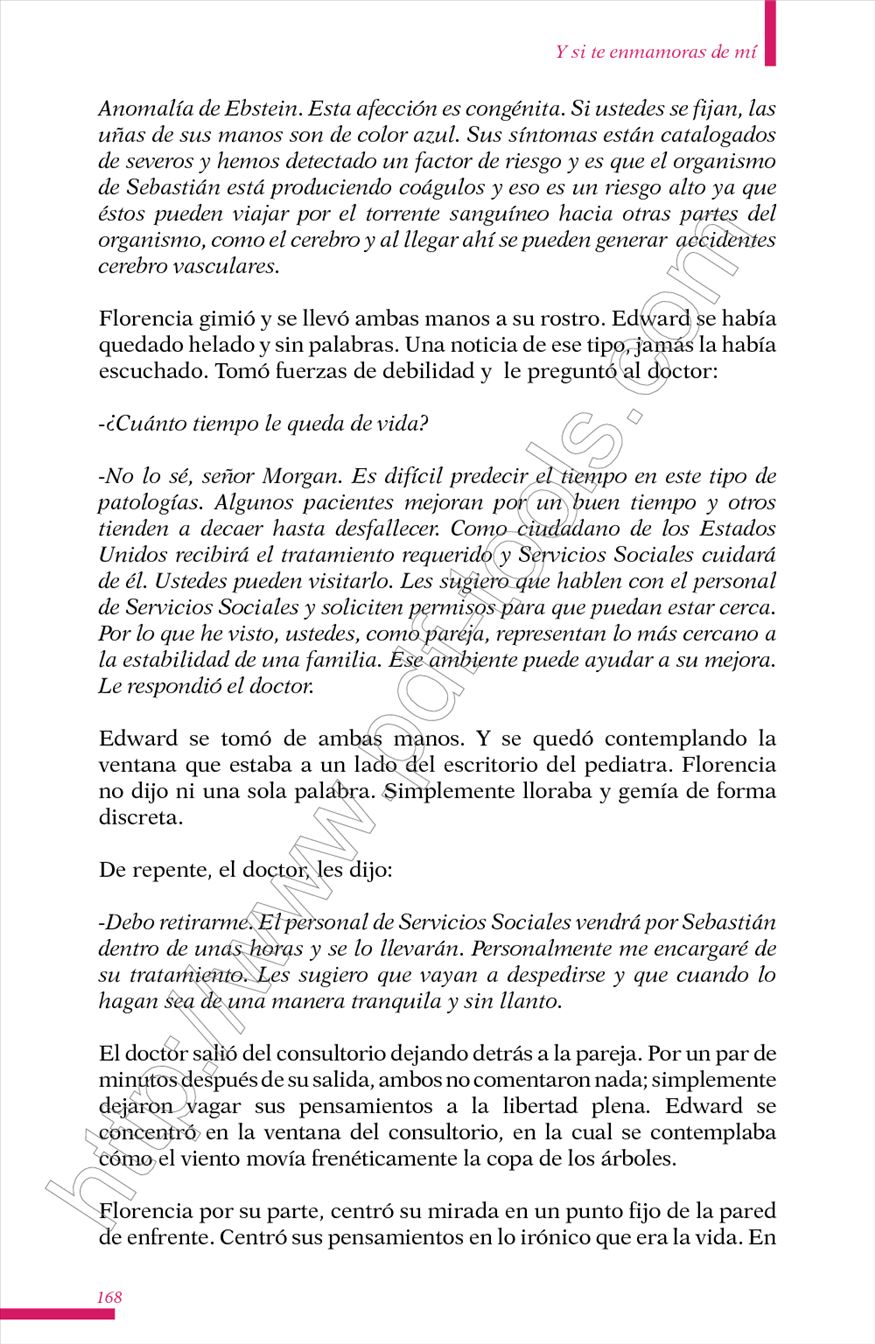 Y si te enmamoras de mí
Anomalía de Ebstein. Esta afección es congénita. Si ustedes se fijan, las
uñas de sus manos son de color azul. Sus síntomas están catalogados
de severos y hemos detectado un factor de riesgo y es que el organismo
de Sebastián está produciendo coágulos y eso es un riesgo alto ya que
éstos pueden viajar por el torrente sanguíneo hacia otras partes del
organismo, como el cerebro y al llegar ahí se pueden generar accidentes
cerebro vasculares.
Florencia gimió y se llevó ambas manos a su rostro. Edward se había
quedado helado y sin palabras. Una noticia de ese tipo, jamás la había
escuchado. Tomó fuerzas de debilidad y le preguntó al doctor:
-¿Cuánto tiempo le queda de vida?
-No lo sé, señor Morgan. Es difícil predecir el tiempo en este tipo de
patologías. Algunos pacientes mejoran por un buen tiempo y otros
tienden a decaer hasta desfallecer. Como ciudadano de los Estados
Unidos recibirá el tratamiento requerido y Servicios Sociales cuidará
de él. Ustedes pueden visitarlo. Les sugiero que hablen con el personal
de Servicios Sociales y soliciten permisos para que puedan estar cerca.
Por lo que he visto, ustedes, como pareja, representan lo más cercano a
la estabilidad de una familia. Ese ambiente puede ayudar a su mejora.
Le respondió el doctor.
Edward se tomó de ambas manos. Y se quedó contemplando la
ventana que estaba a un lado del escritorio del pediatra. Florencia
no dijo ni una sola palabra. Simplemente lloraba y gemía de forma
discreta.
De repente, el doctor, les dijo:
-Debo retirarme. El personal de Servicios Sociales vendrá por Sebastián
dentro de unas horas y se lo llevarán. Personalmente me encargaré de
su tratamiento. Les sugiero que vayan a despedirse y que cuando lo
hagan sea de una manera tranquila y sin llanto.
El doctor salió del consultorio dejando detrás a la pareja. Por un par de
minutos después de su salida, ambos no comentaron nada; simplemente
dejaron vagar sus pensamientos a la libertad plena. Edward se
concentró en la ventana del consultorio, en la cual se contemplaba
cómo el viento movía frenéticamente la copa de los árboles.
Florencia por su parte, centró su mirada en un punto fijo de la pared
de enfrente. Centró sus pensamientos en lo irónico que era la vida. En
168
http://www.pdf-tools.com